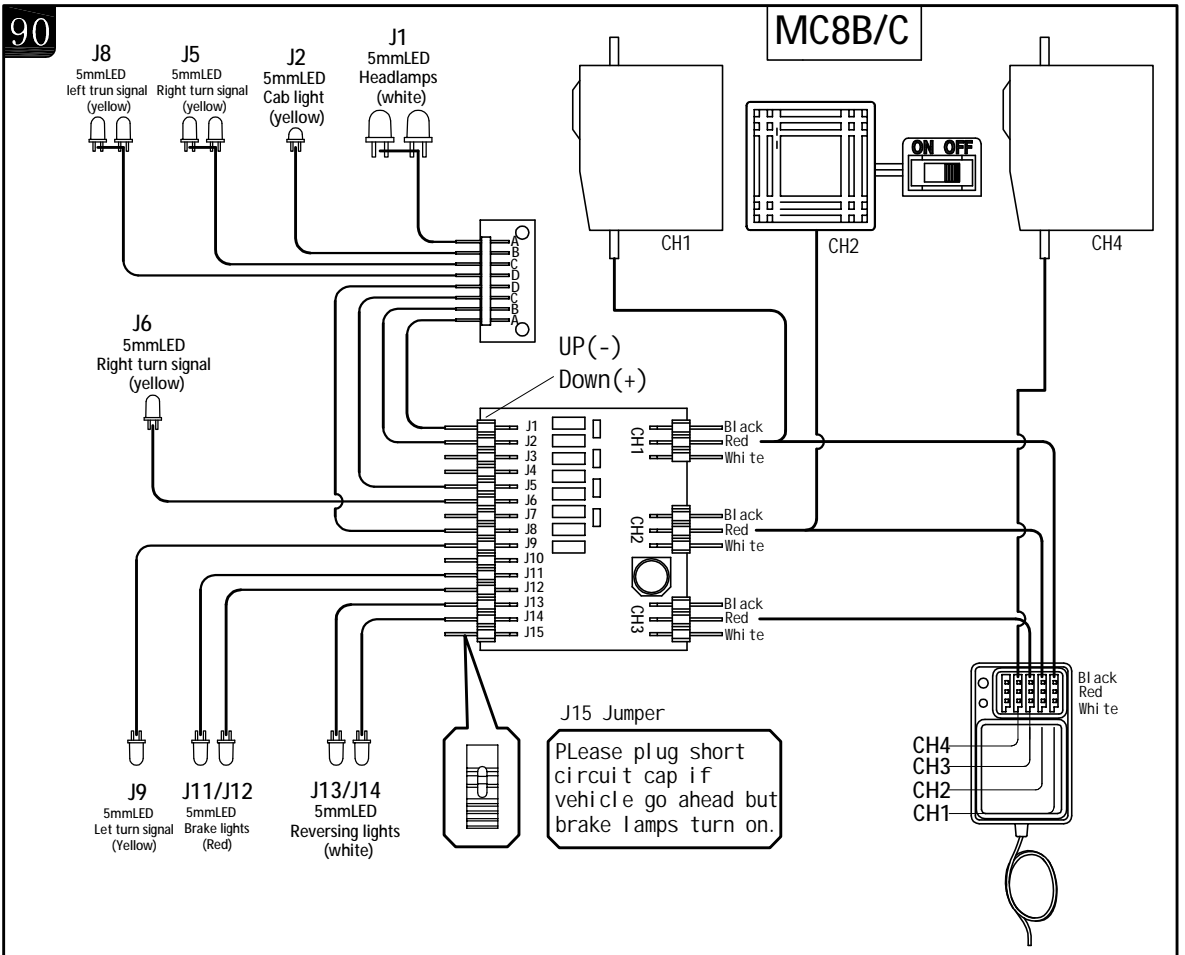 90
MC8B/C
J8
5mmLED
left trun signal
(yellow)
J5
5mmLED
Right turn signal
(yellow)
J2
5mmLED
Cab light
(yellow)
J1
5mmLED
Headlamps
(white)
ON OFF
CH1
CH2
CH4
A
B
C
D
D
C
B
A
J6
5mmLED
Right turn signal
(yellow)
UP(-)
Down(+)
J1
J2
J3
J4
J5
J6
J7
J8
J9
J10
J11
J12
J13
J14
J15
CH1
Black
Red
White
CH2
Black
Red
White
CH3
Black
Red
White
J9
5mmLED
Let turn signal
(Yellow)
J11/J12
5mmLED
Brake lights
(Red)
J13/J14
5mmLED
Reversing lights
(white)
J15 Jumper
PLease plug short
circuit cap if
vehicle go ahead but
brake lamps turn on.
Black
Red
White
CH4
CH3
CH2
CH1